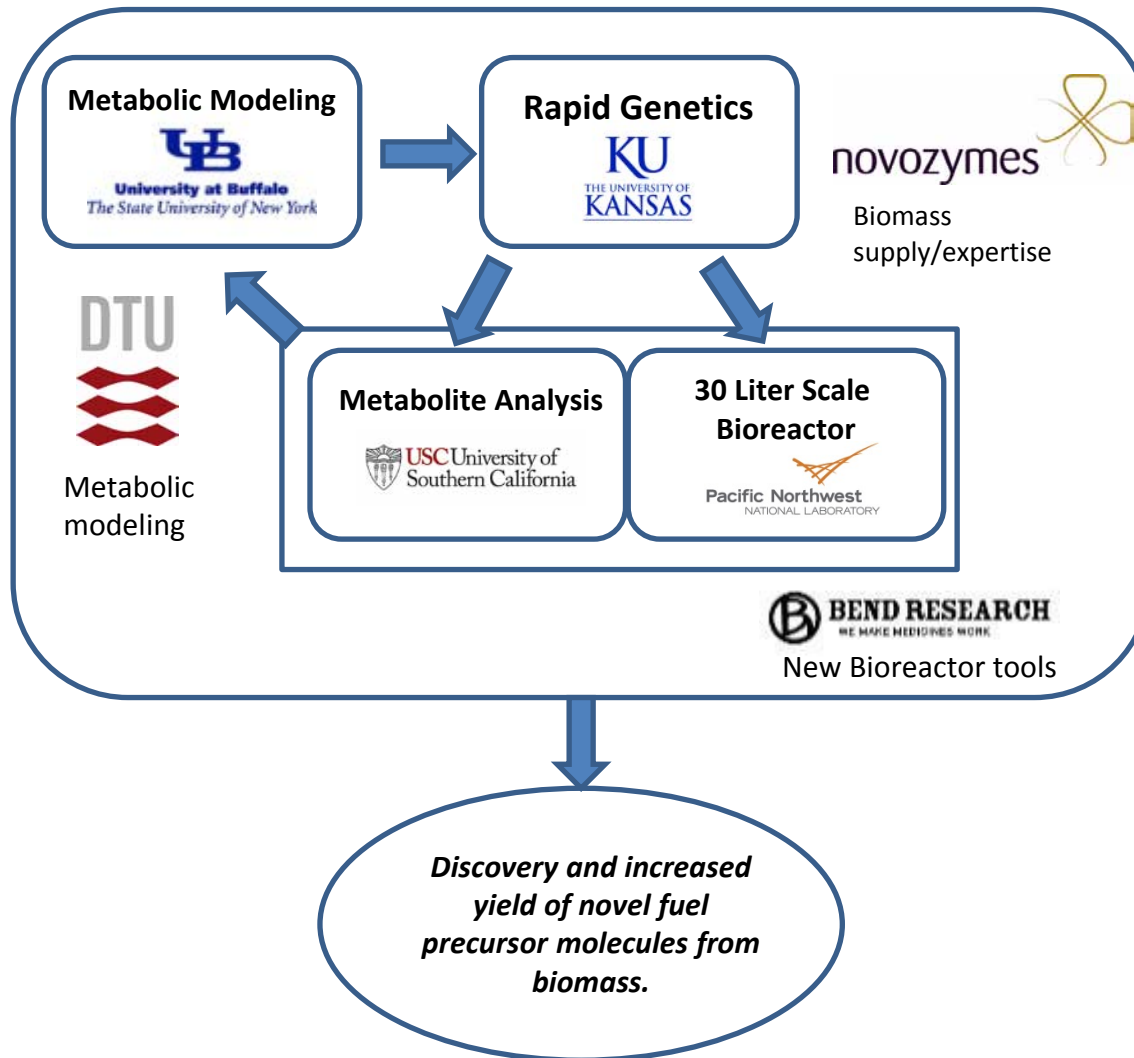 Metabolic Modeling
UB
University at Buffalo
The State University of New York
Rapid Genetics
KU
THE UNIVERSITY OF
KANSAS
novozymes
Biomass
supply/expertise
DTU
Metabolic
modeling
Metabolite Analysis
USC University of
Southern California
30 Liter Scale
Bioreactor
Pacific Northwest
NATIONAL LABORATORY
B BEND RESEARCH
WE MAKE MEDICINES WORK
New Bioreactor tools
Discovery and increased
yield of novel fuel
precursor molecules from
biomass.